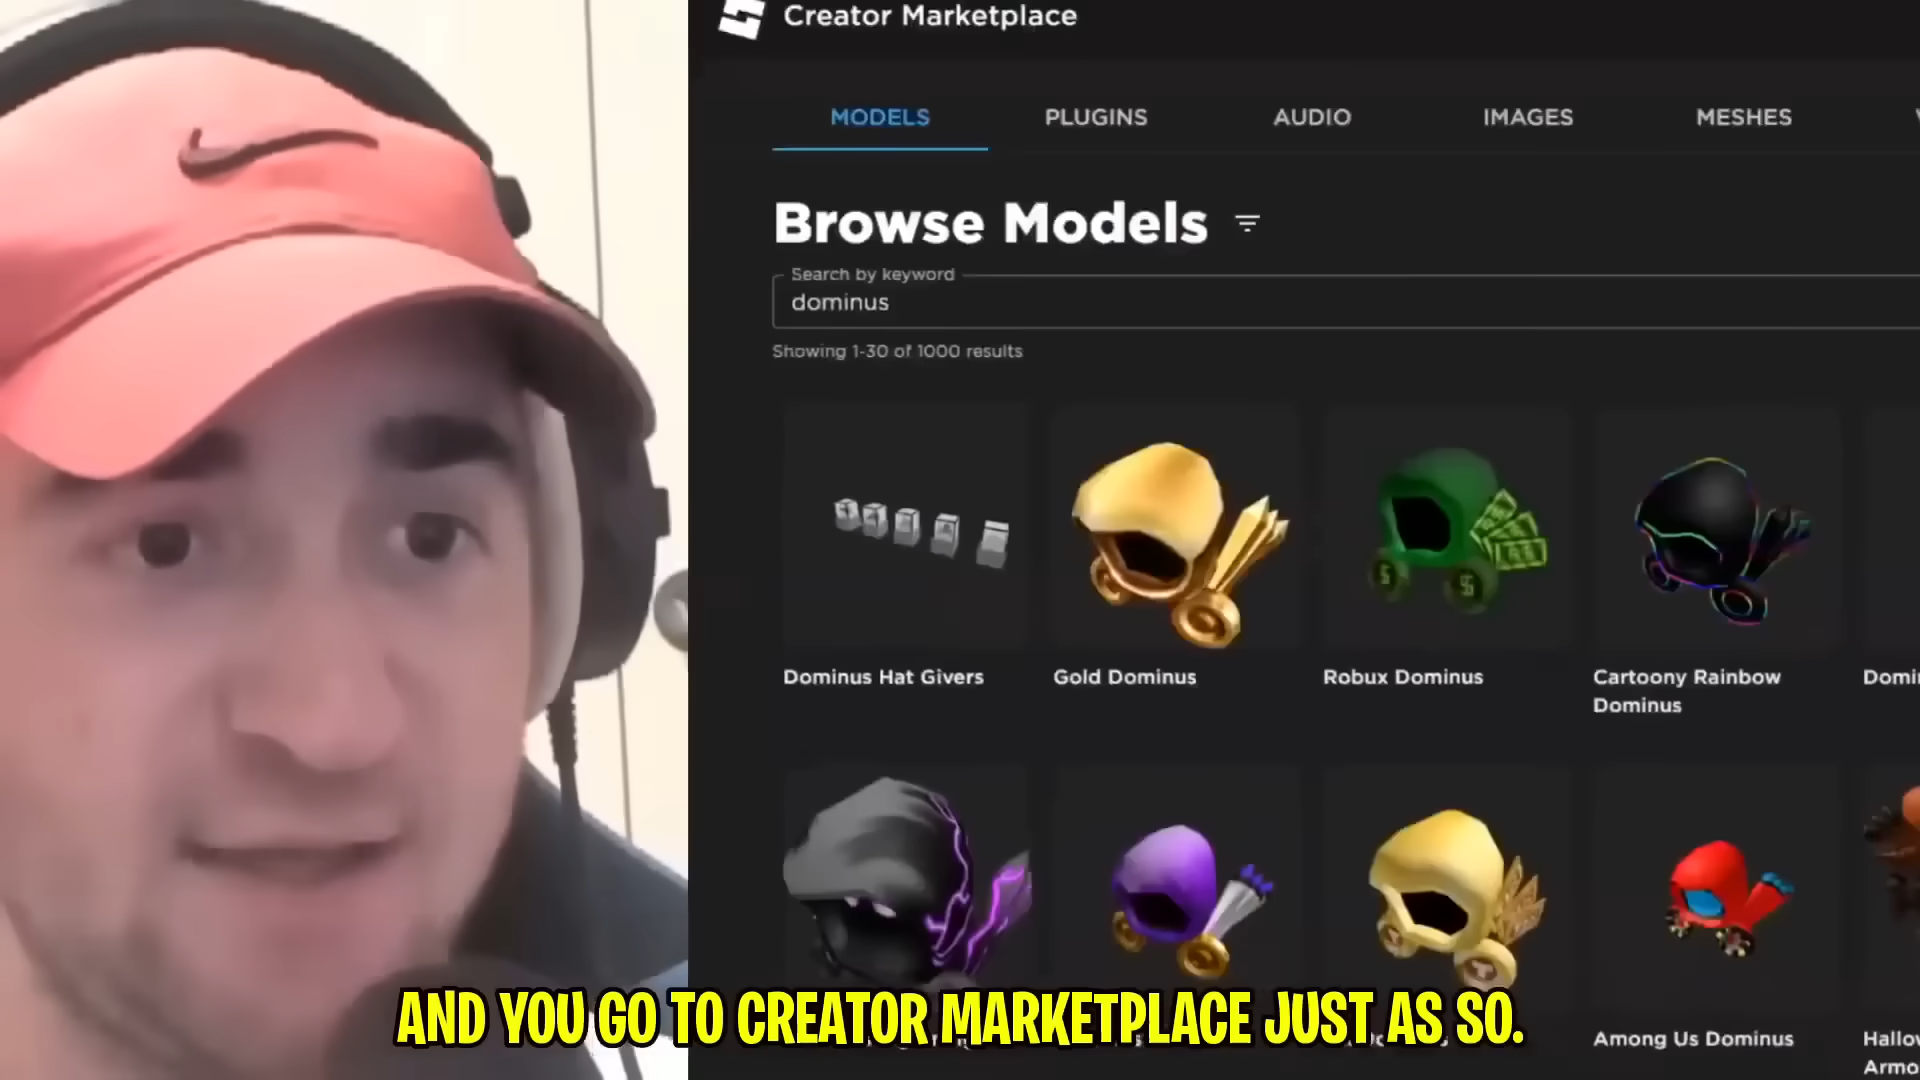 Creator Marketplace
MODELS
PLUGINS
AUDIO
IMAGES
MESHES
Browse Models
Search by keyword
dominus
Showing 1-30 of 1000 results
Dominus Hat Givers
Gold Dominus
Robux Dominus
Cartoony Rainbow
Dominus
AND YOU GO TO CREATOR MARKETPLACE JUST AS SO.
Among Us Dominus